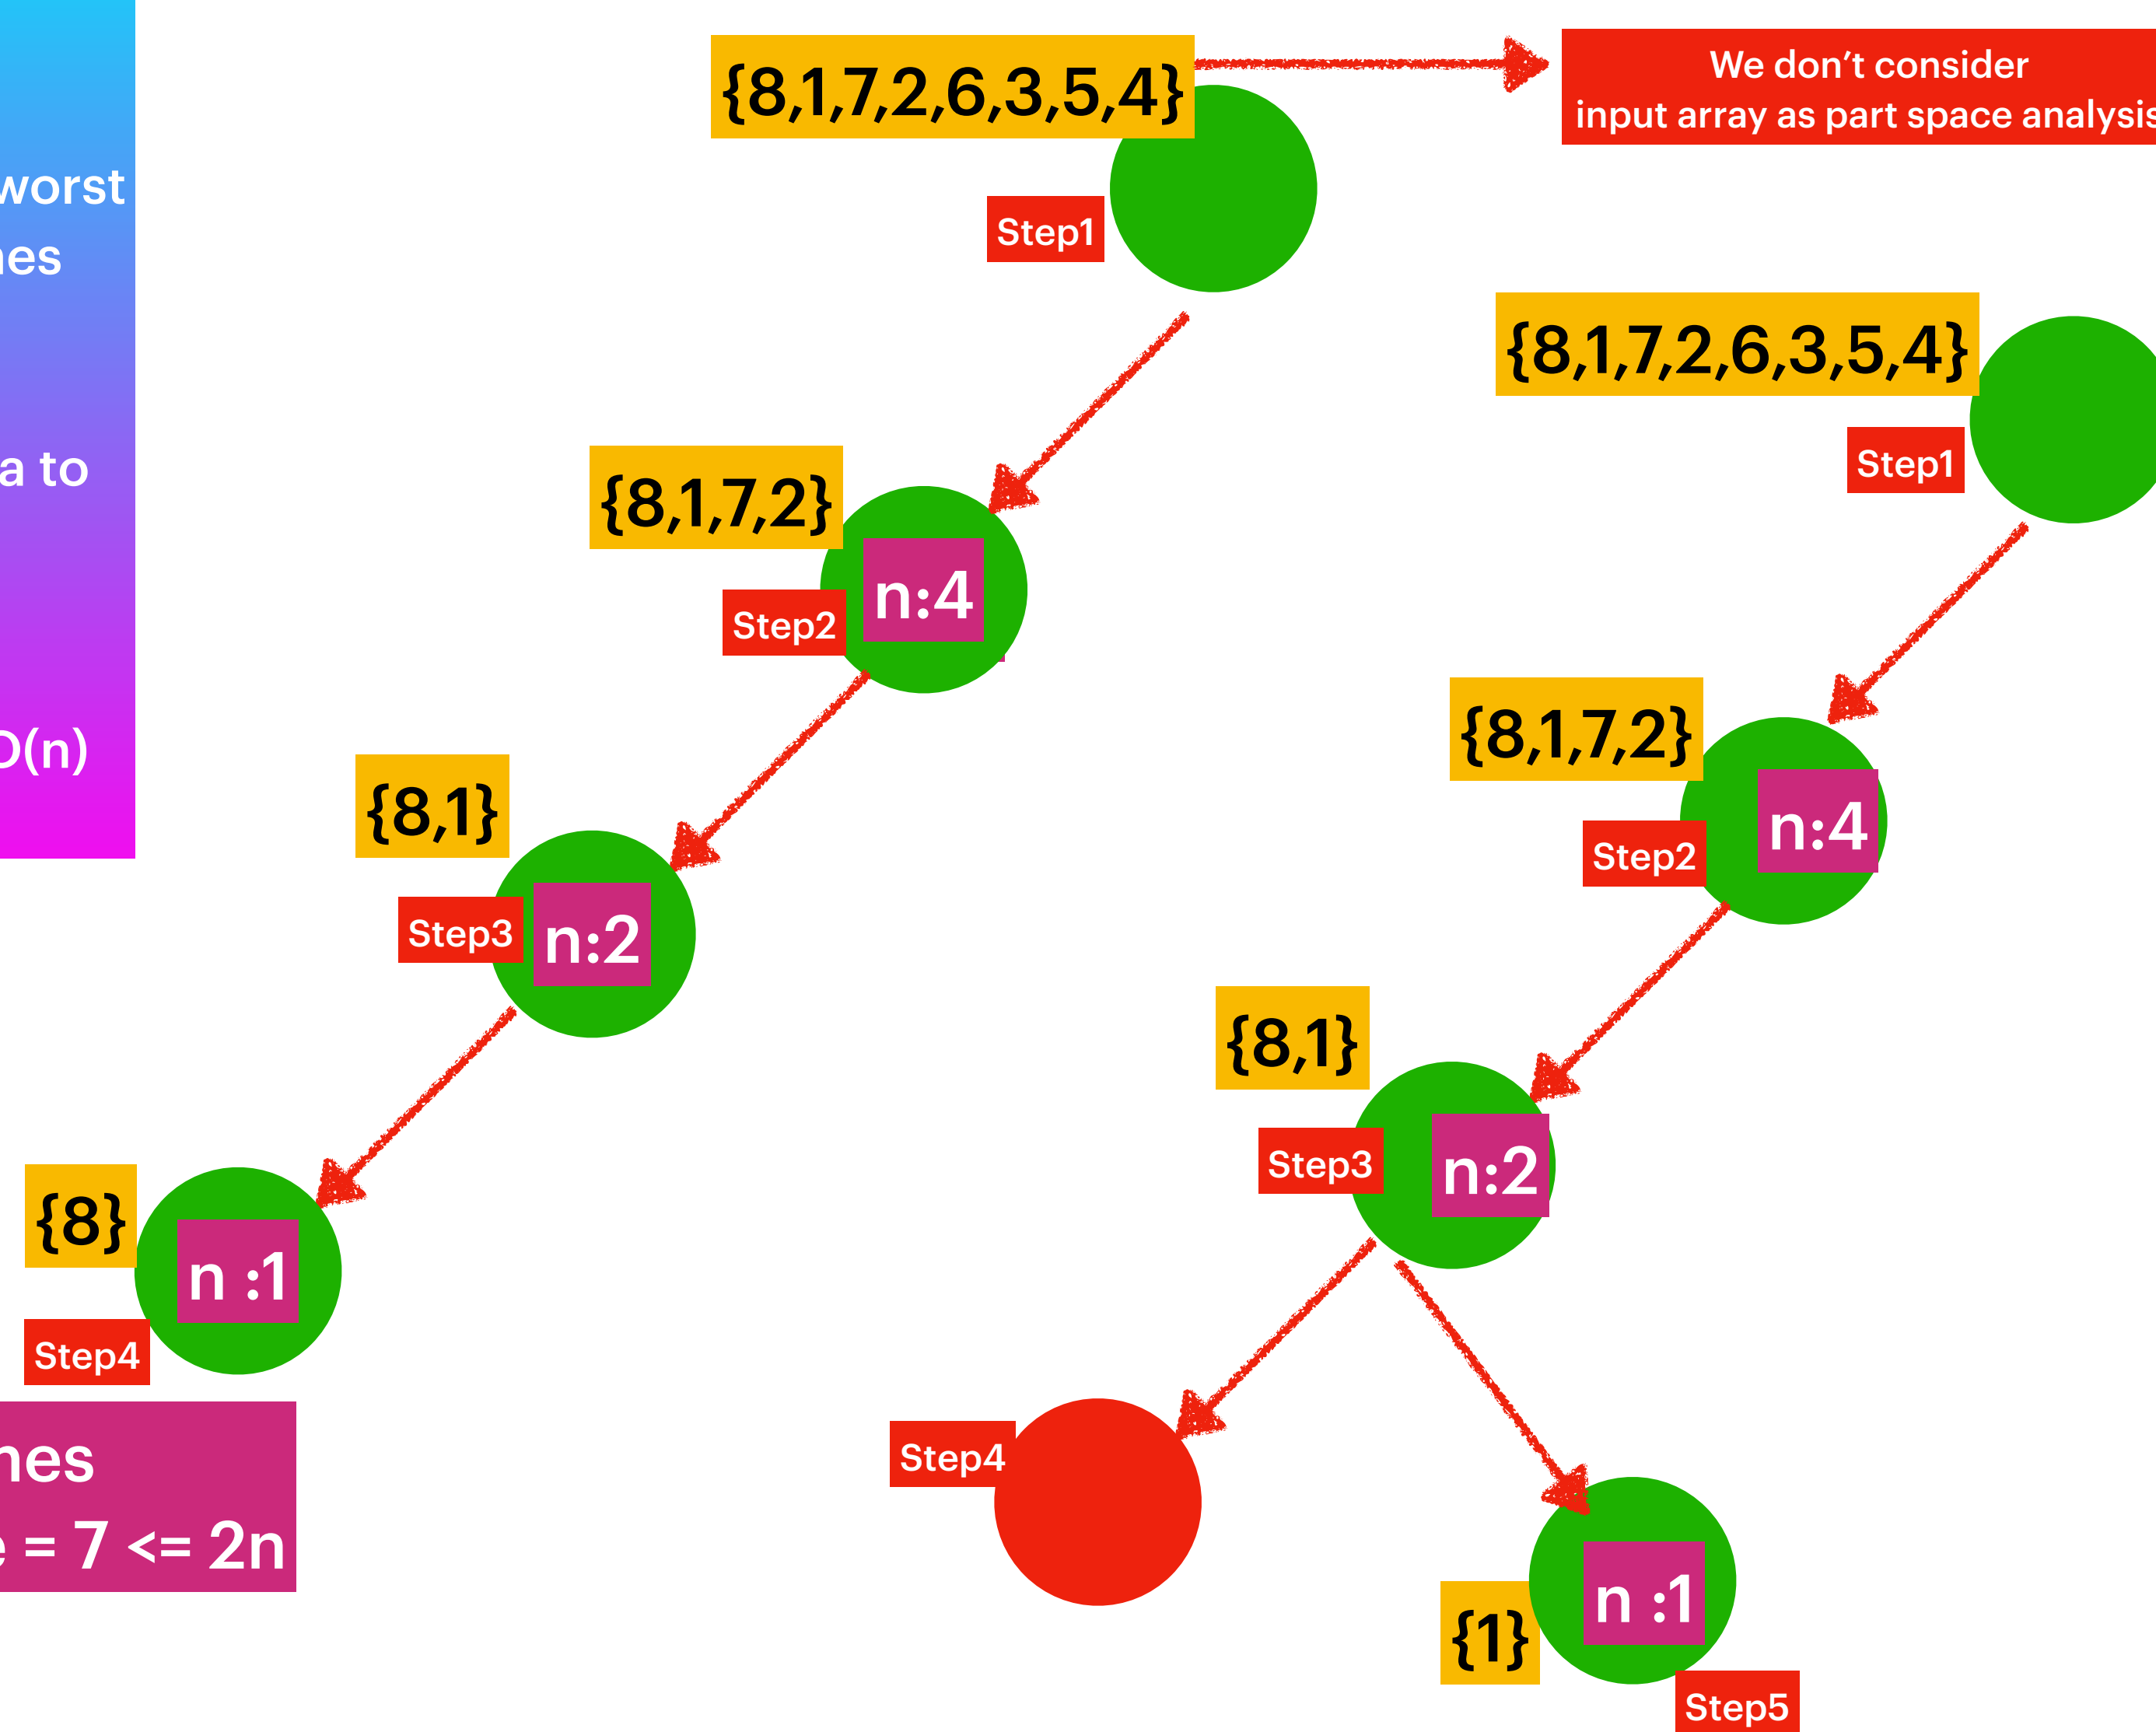 worst
a to
{8,1,7,2,6,3,5,4}
We don't consider
input array as part space analysis
Step1
{8,1,7,2}
n:4
Step2
{8,1}
Step3
n:2
{8}
n :1
Step4
= 7 <= 2n
{8,1,7,2,6,3,5,4}
Step1
{8,1,7,2}
n:4
Step2
{8,1}
n:2
Step3
Step4
n :1
{1}
Step5